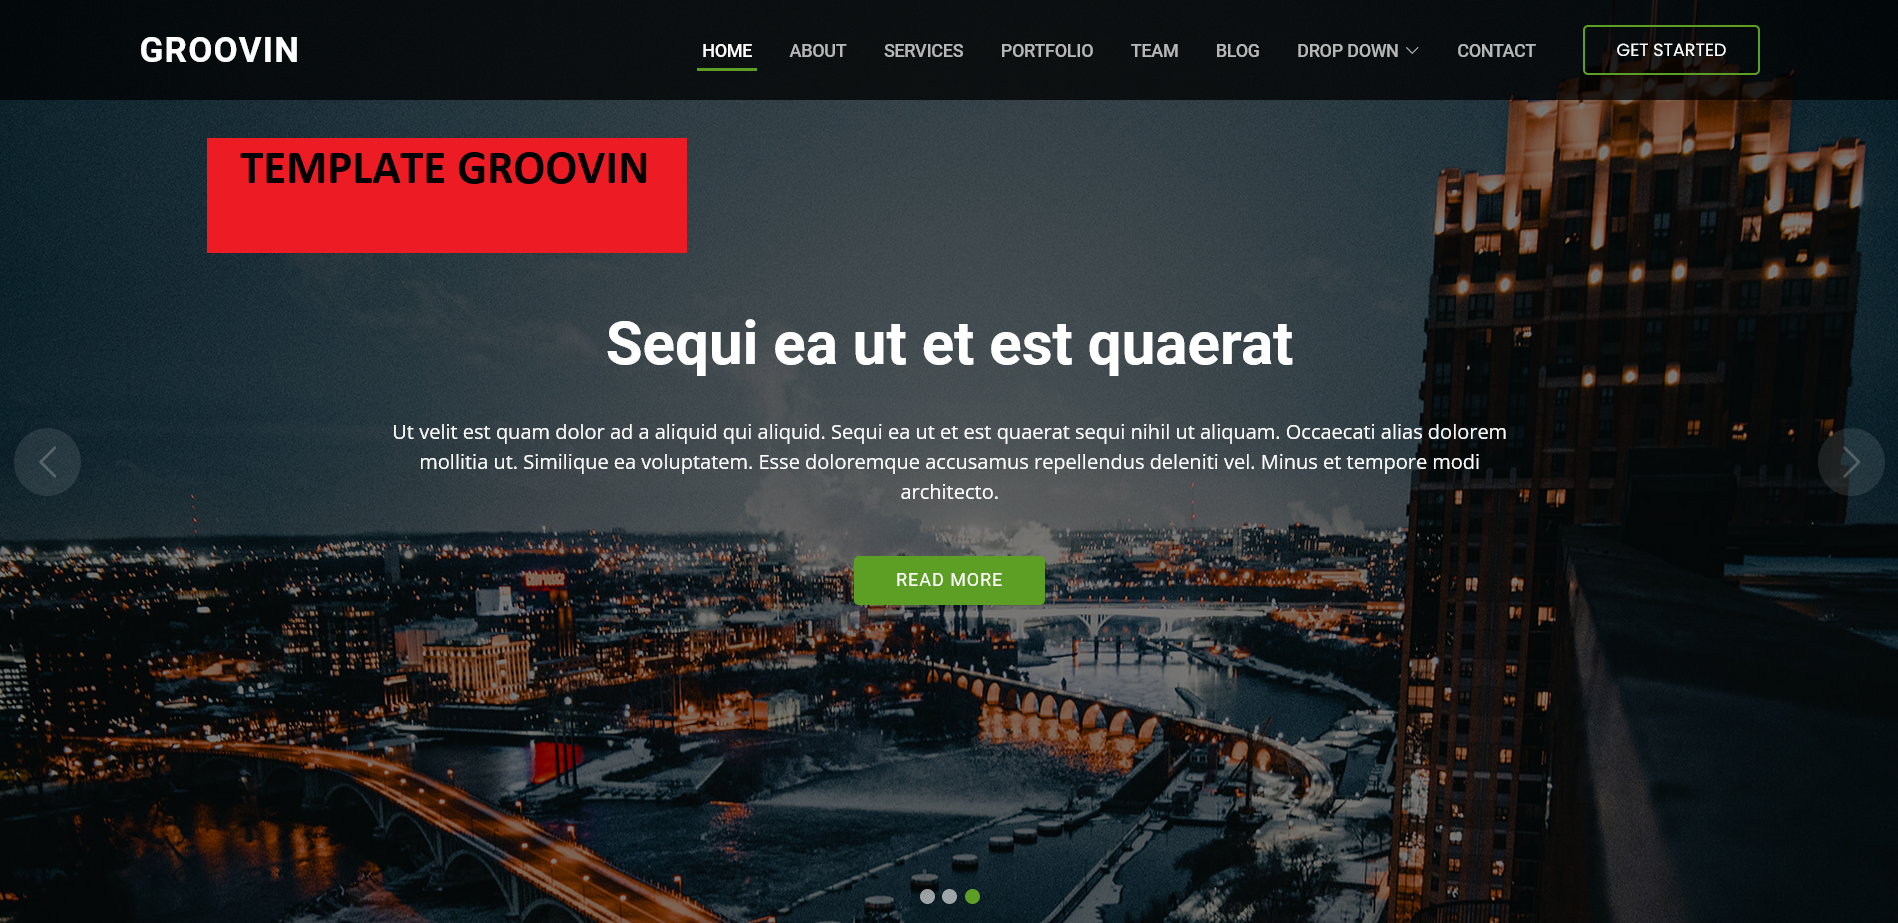 GROOVIN
HOME ABOUT SERVICES PORTFOLIO TEAM BLOG DROP DOWN CONTACT GET STARTED
TEMPLATE GROOVIN
Sequi ea ut et est quaerat
Ut velit est quam dolor ad a aliquid qui aliquid. Sequi ea ut et est quaerat sequi nihil ut aliquam. Occaecati alias dolorem
mollitia ut. Similique ea voluptatem. Esse doloremque accusamus repellendus deleniti vel. Minus et tempore modi
architecto.
READ MORE